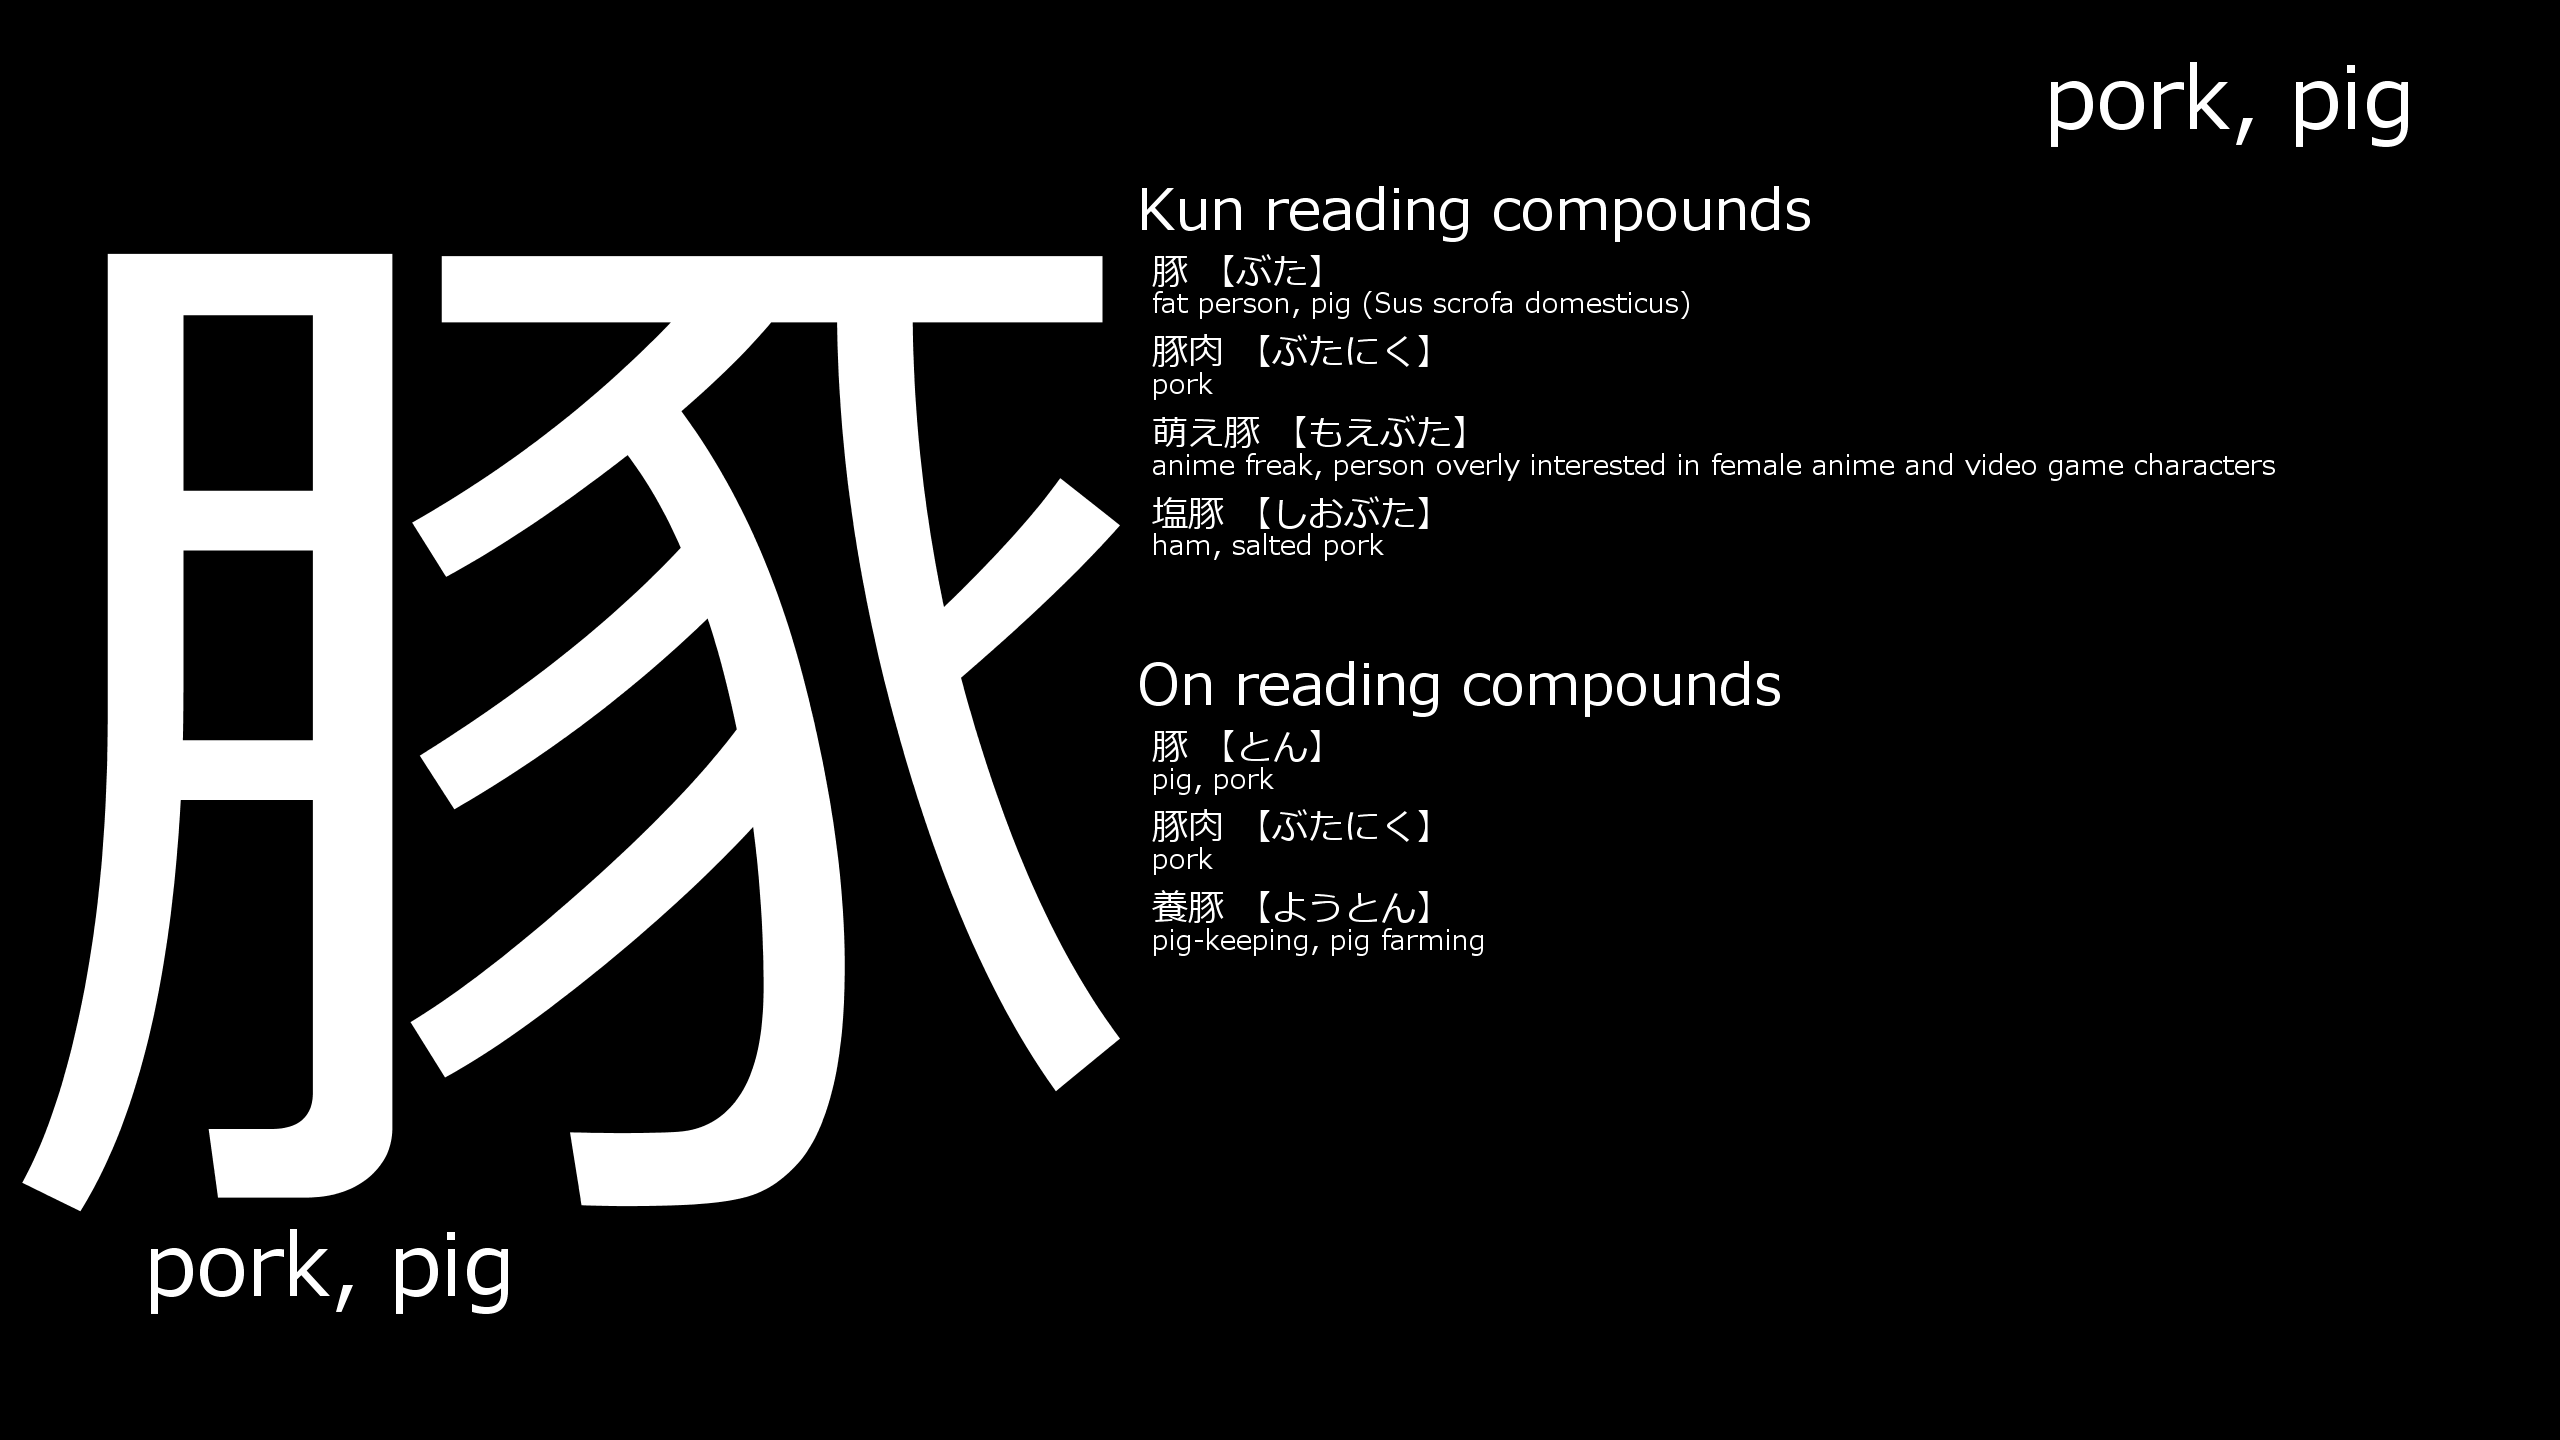 pork, pig
豚
Kun reading compounds
豚 【ぶた】
fat person, pig (Sus scrofa domesticus)
豚肉 【ぶたにく】
pork
萌え豚 【もえぶた】
anime freak, person overly interested in female anime and video game characters
塩豚 【しおぶた】
ham, salted pork
On reading compounds
豚 【とん】
pig, pork
豚肉 【ぶたにく】
pork
養豚 【ようとん】
pig-keeping, pig farming
pork, pig